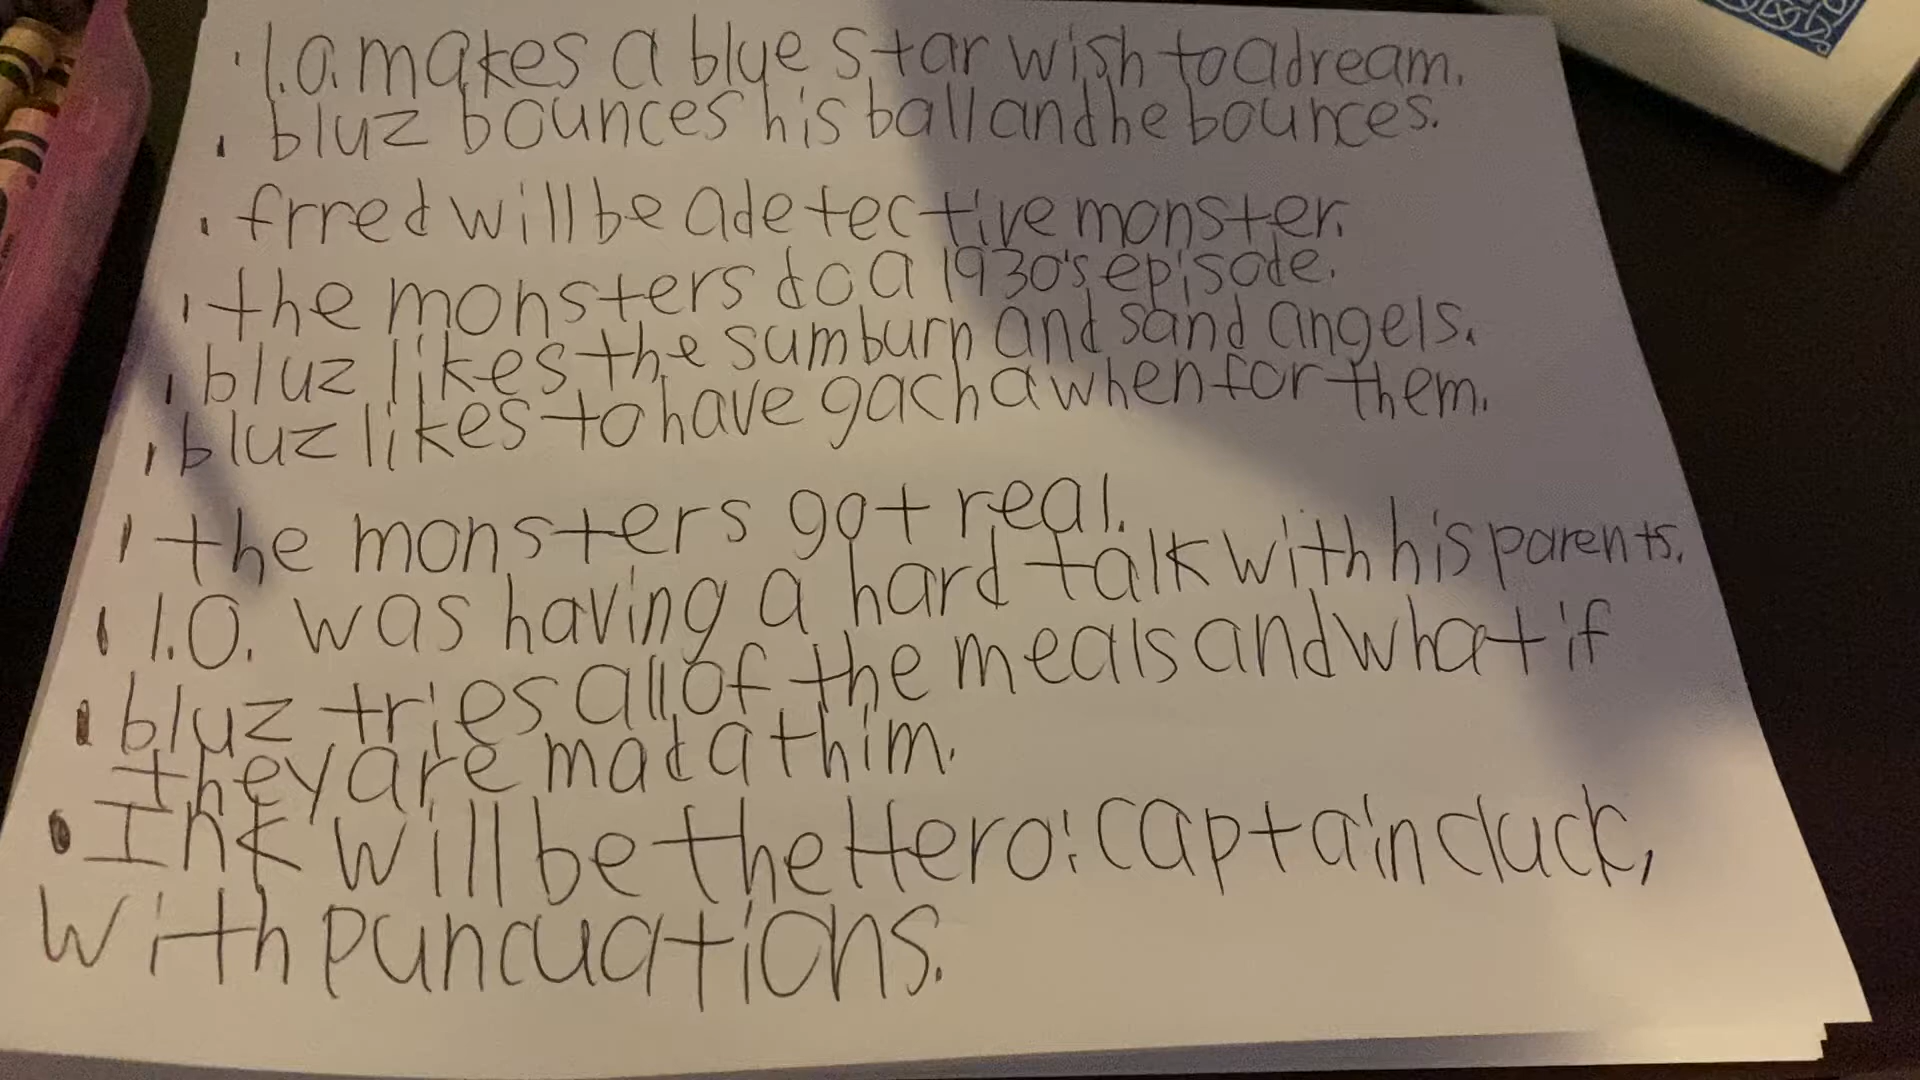 · 1.0. makes a blue star wish to a dream.
· bluz bounces his ball and he bounces.
· frred will be a detective monster.
· the monsters do a 1930's episode.
· bluz likes the sumburn and sand angels.
· bluz likes to have gacha when for them.
· the monsters got real.
· 1.0. was having a hard talk with his parents.
· bluz tries all of the meals and what if
they are mad at him.
· Ink will be the Hero: captain cluck,
with puncuations.